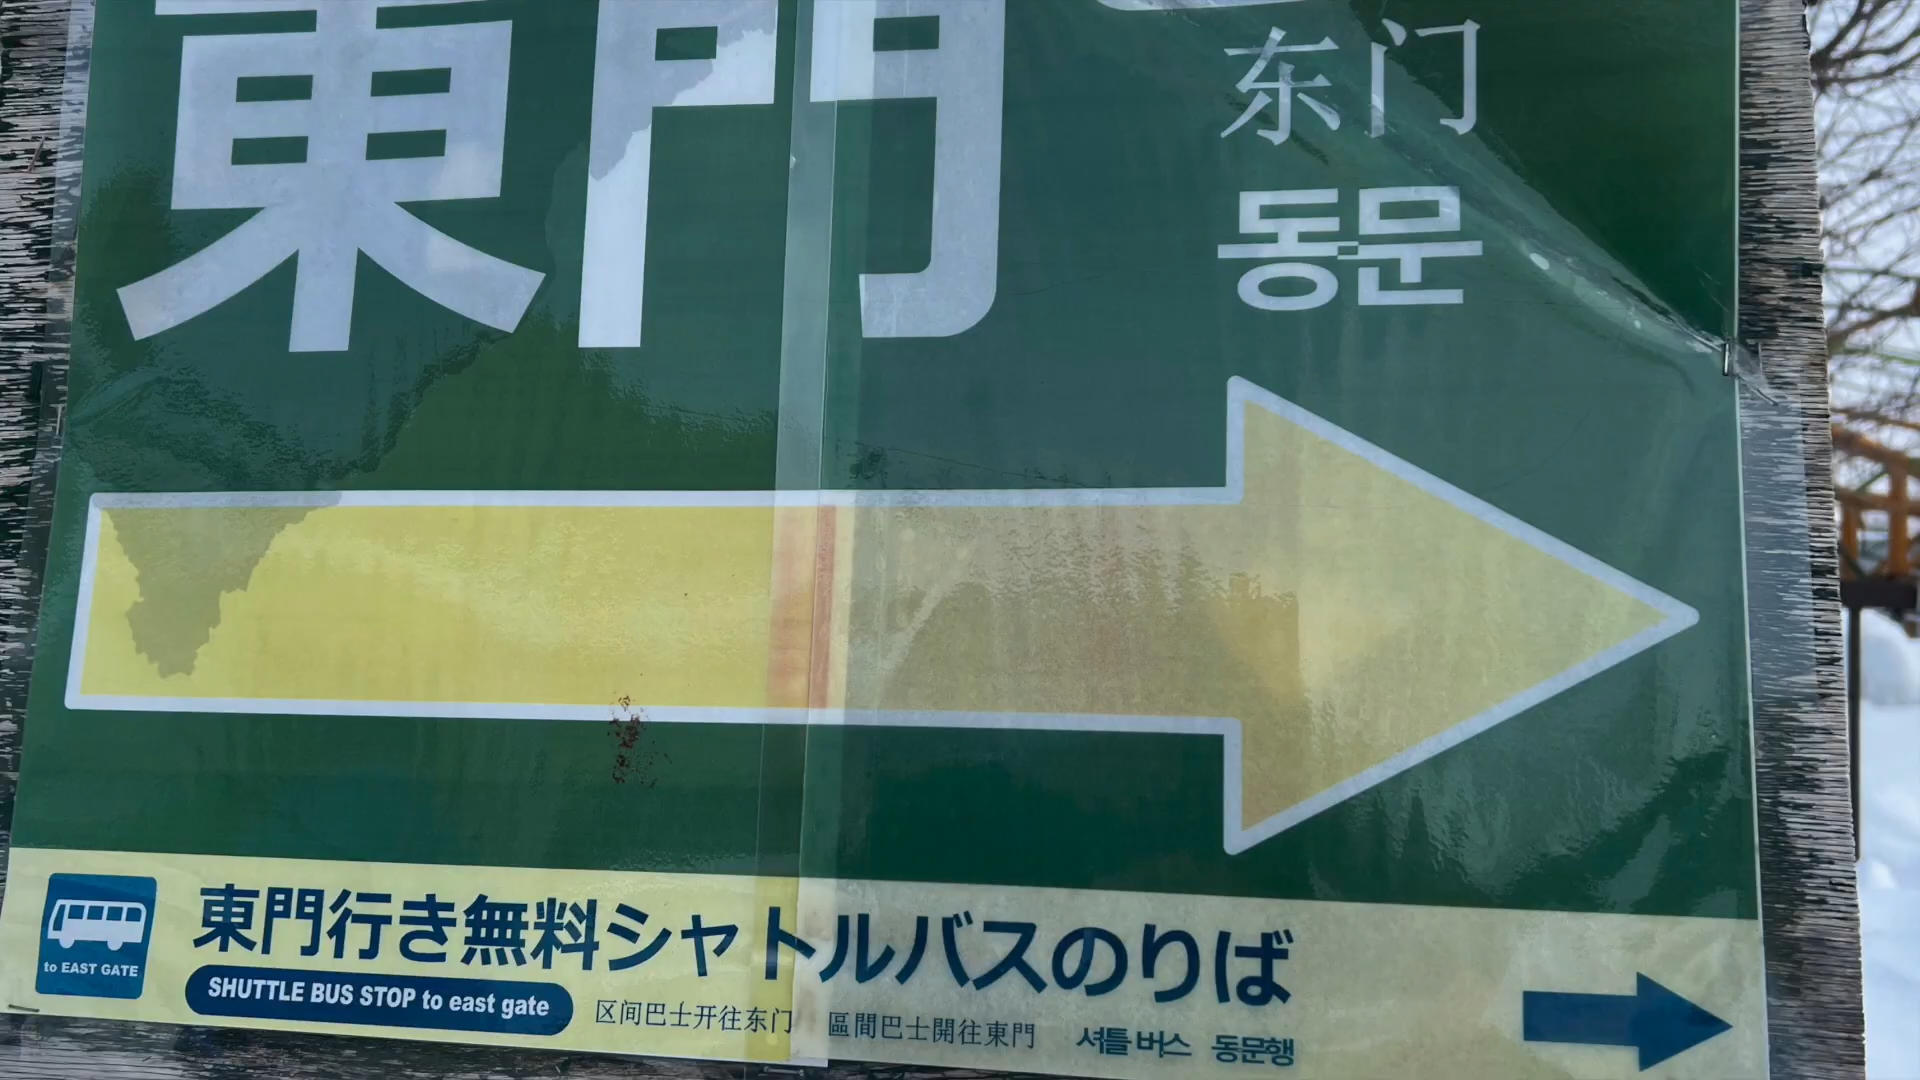 東門
东门
동문
東門行き無料シャトルバスのりば
to EAST GATE
SHUTTLE BUS STOP to east gate
区间巴士开往东门
區間巴士開往東門
셔틀 버스 동문행